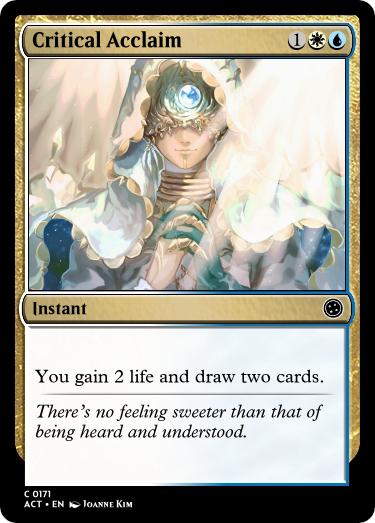 Critical Acclaim 1
Instant
You gain 2 life and draw two cards.
There's no feeling sweeter than that of
being heard and understood.
C 0171
ACT • EN Joanne Kim